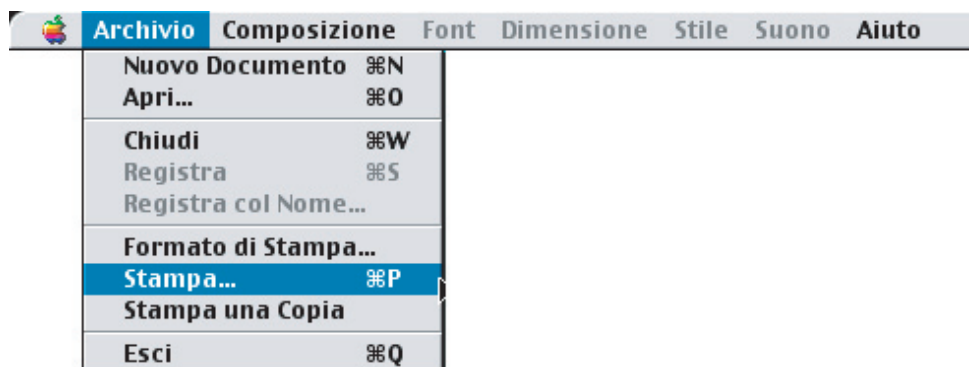 Archivio Composizione Font Dimensione Stile Suono Aiuto
Nuovo Documento ⌘N
Apri... ⌘O
Chiudi ⌘W
Registra ⌘S
Registra col Nome...
Formato di Stampa...
Stampa... ⌘P
Stampa una Copia
Esci ⌘Q